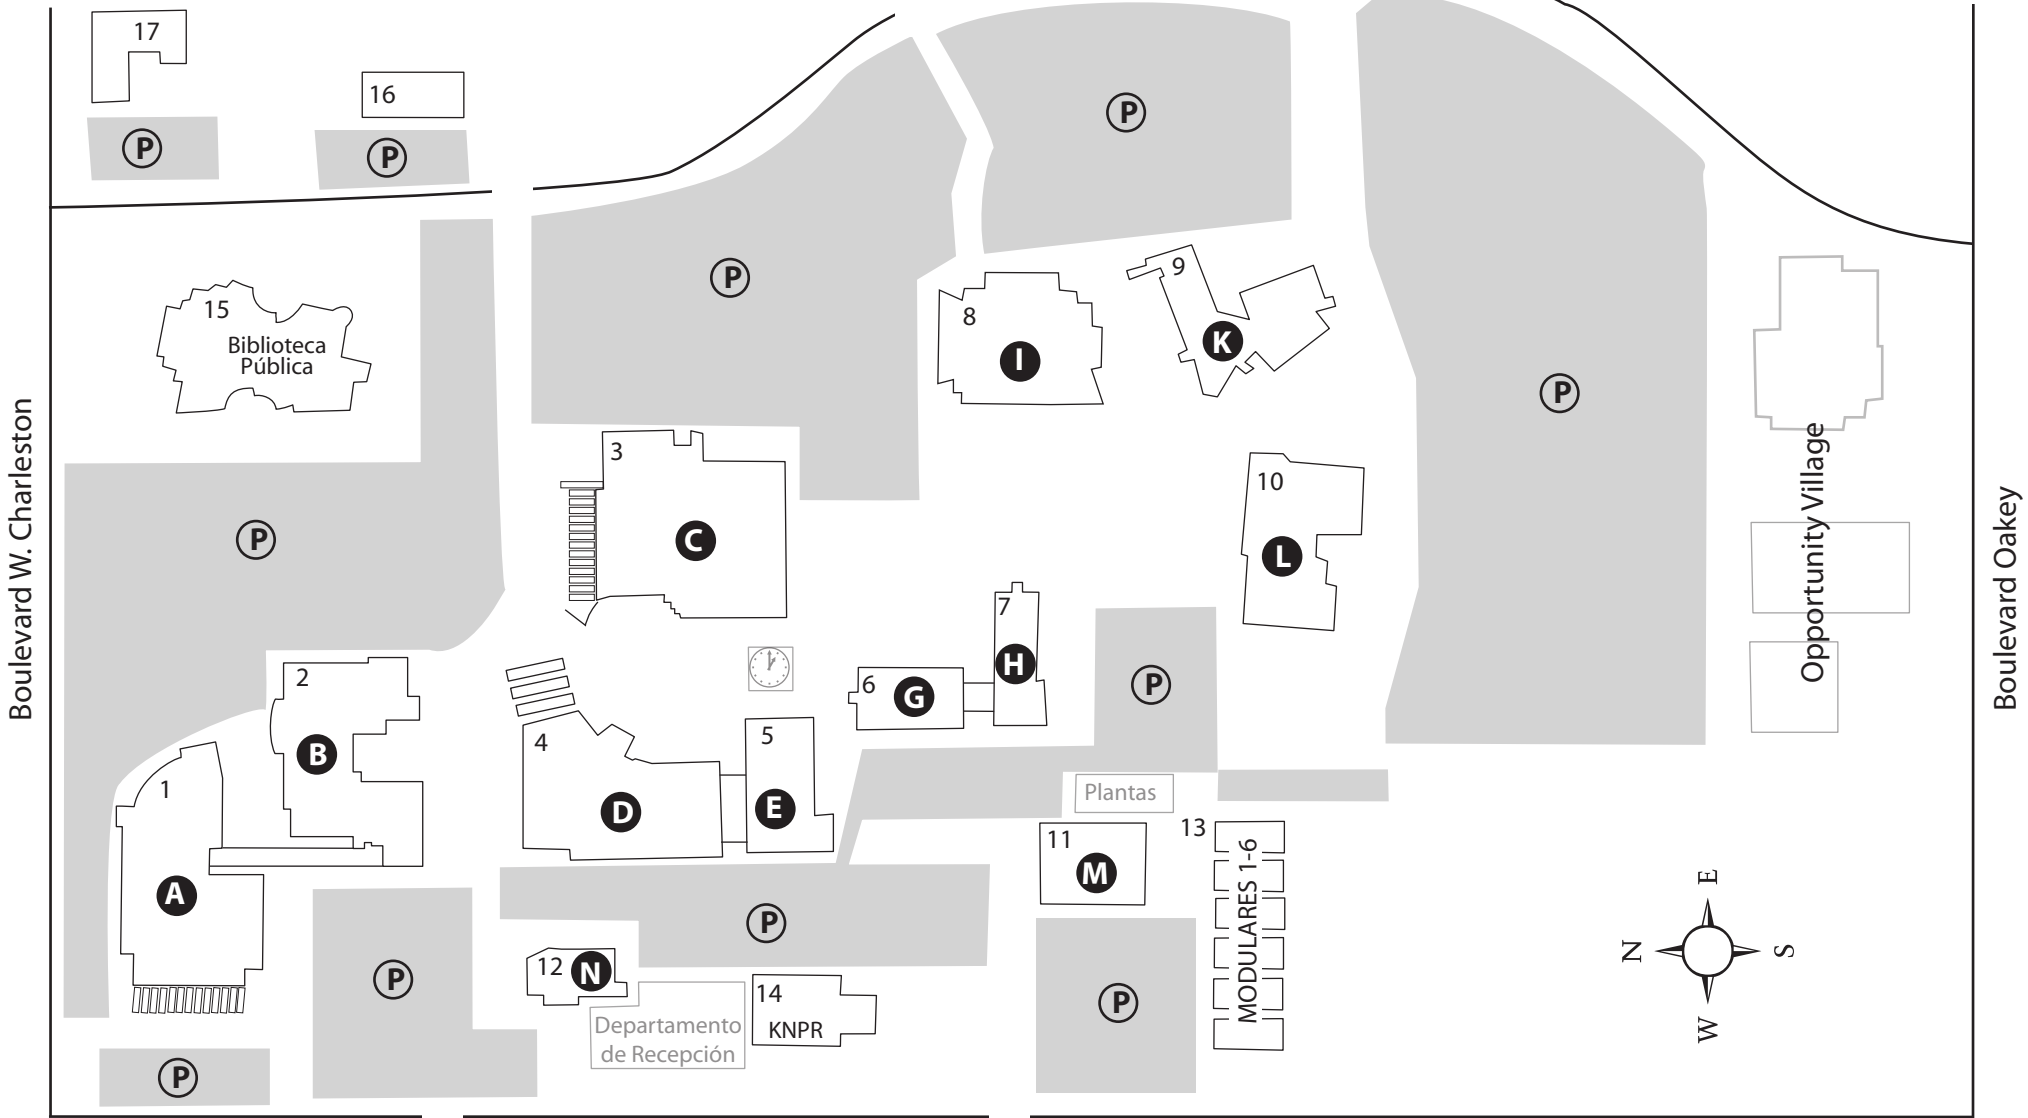 17
16
P
P
P
P
15
Biblioteca
Pública
9
8
K
I
P
Boulevard W. Charleston
3
10
Opportunity Village
Boulevard Oakey
P
C
L
7
H
2
6
G
P
4
5
B
1
Plantas
D
E
13
11
M
MODULARES 1-6
A
E
N
S
W
P
12
N
P
14
KNPR
P
Departamento
de Recepción
P